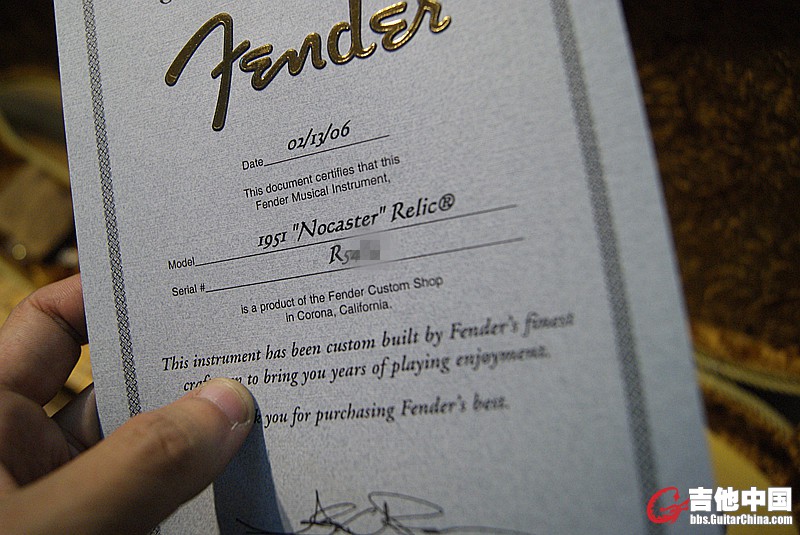 Fender
02/13/06
Date
This document certifies that this
Fender Musical Instrument,
1951 "Nocaster" Relic®
Model
R54
Serial #
is a product of the Fender Custom Shop
in Corona, California.
This instrument has been custom built by Fender's finest
to bring you years of playing enjoyment.
you for purchasing Fender's best.
吉他中国
bbs.GuitarChina.com